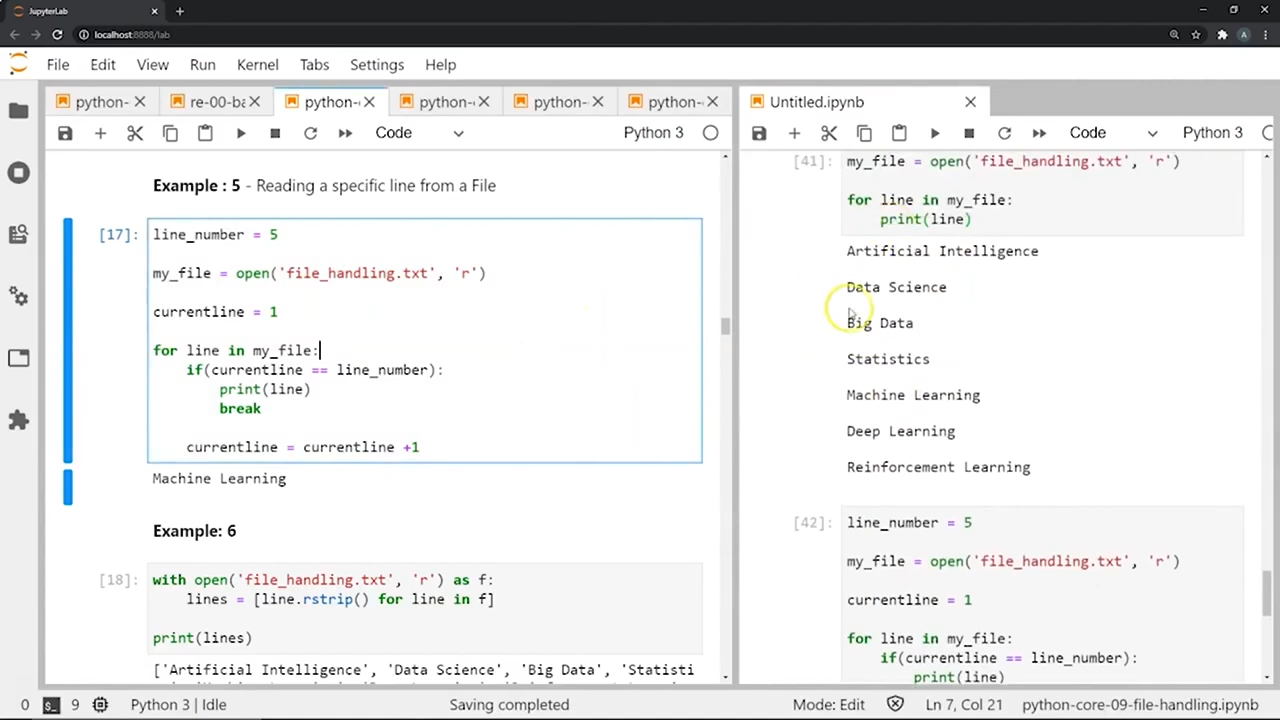 JupyterLab
localhost:8888/lab
File Edit View Run Kernel Tabs Settings Help
python- re-00-ba python- python- python- python- Untitled.ipynb
Code Python 3
Example : 5 - Reading a specific line from a File
[17]: line_number = 5
my_file = open('file_handling.txt', 'r')
currentline = 1
for line in my_file:
if(currentline == line_number):
print(line)
break
currentline = currentline +1
Machine Learning
Example: 6
[18]: with open('file_handling.txt', 'r') as f:
lines = [line.rstrip() for line in f]
print(lines)
['Artificial Intelligence', 'Data Science', 'Big Data', 'Statisti
Code Python 3
[41]: my_file = open('file_handling.txt', 'r')
for line in my_file:
print(line)
Artificial Intelligence
Data Science
Big Data
Statistics
Machine Learning
Deep Learning
Reinforcement Learning
[42]: line_number = 5
my_file = open('file_handling.txt', 'r')
currentline = 1
for line in my_file:
if(currentline == line_number):
print(line)
0 9 Python 3 | Idle Saving completed Mode: Edit Ln 7, Col 21 python-core-09-file-handling.ipynb